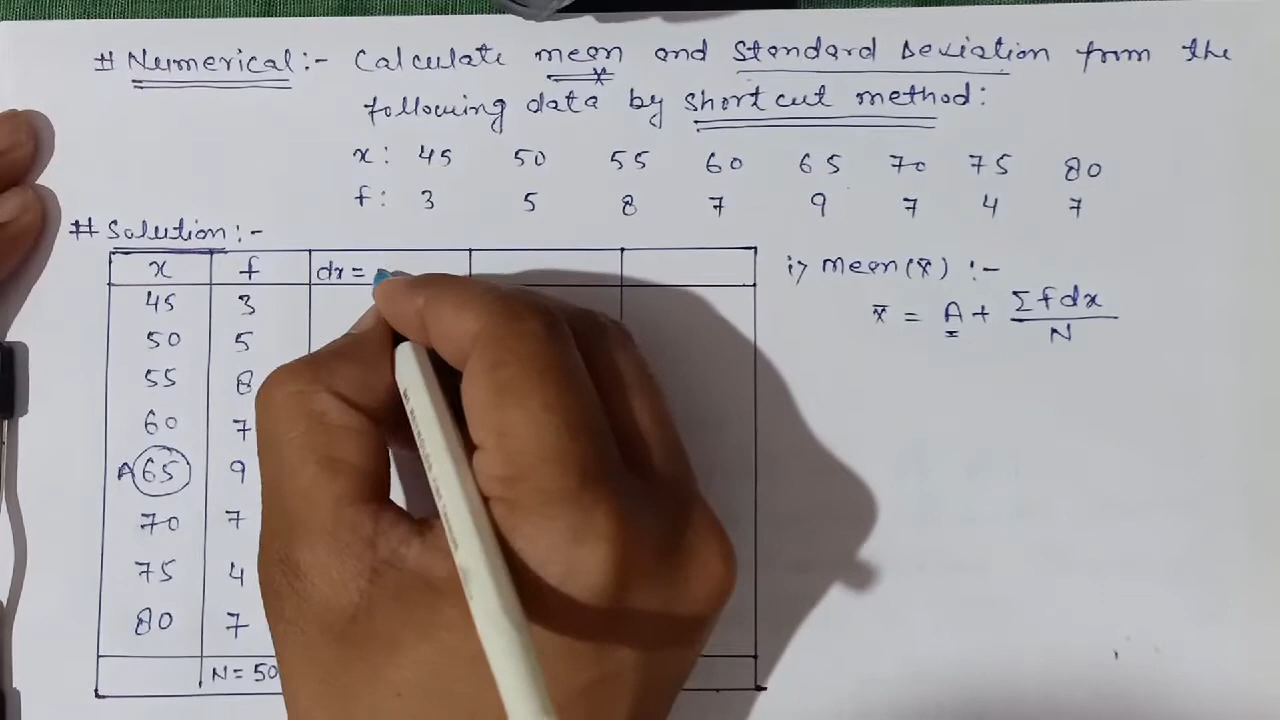 # Numerical:- Calculate mean and Standard Deviation from the
following data by shortcut method:
x: 45 50 55 60 65 70 75 80
f: 3 5 8 7 9 7 4 7
# Solution:-
x f dx =
45 3
50 5
55 8
60 7
A 65 9
70 7
75 4
80 7
N = 50
i) Mean (x̄) :-
x̄ = A + Σfdx / N